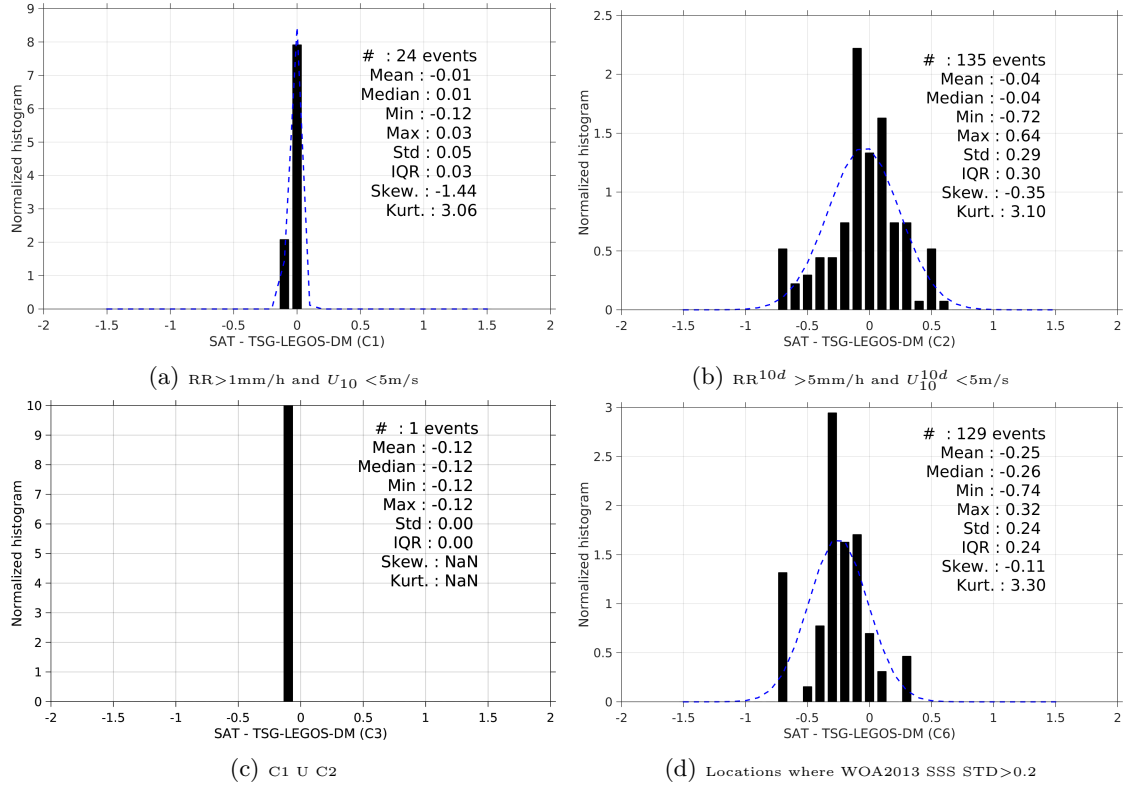 9
8
7
6
5
4
3
2
1
0
Normalized histogram
-2 -1.5 -1 -0.5 0 0.5 1 1.5 2
SAT - TSG-LEGOS-DM (C1)
# : 24 events
Mean : -0.01
Median : 0.01
Min : -0.12
Max : 0.03
Std : 0.05
IQR : 0.03
Skew. : -1.44
Kurt. : 3.06
(a) RR>1mm/h and U10 <5m/s
2.5
2
1.5
1
0.5
0
Normalized histogram
-2 -1.5 -1 -0.5 0 0.5 1 1.5 2
SAT - TSG-LEGOS-DM (C2)
# : 135 events
Mean : -0.04
Median : -0.04
Min : -0.72
Max : 0.64
Std : 0.29
IQR : 0.30
Skew. : -0.35
Kurt. : 3.10
(b) RR^10d >5mm/h and U10^10d <5m/s
10
9
8
7
6
5
4
3
2
1
0
Normalized histogram
-2 -1.5 -1 -0.5 0 0.5 1 1.5 2
SAT - TSG-LEGOS-DM (C3)
# : 1 events
Mean : -0.12
Median : -0.12
Min : -0.12
Max : -0.12
Std : 0.00
IQR : 0.00
Skew. : NaN
Kurt. : NaN
(c) C1 U C2
3
2.5
2
1.5
1
0.5
0
Normalized histogram
-2 -1.5 -1 -0.5 0 0.5 1 1.5 2
SAT - TSG-LEGOS-DM (C6)
# : 129 events
Mean : -0.25
Median : -0.26
Min : -0.74
Max : 0.32
Std : 0.24
IQR : 0.24
Skew. : -0.11
Kurt. : 3.30
(d) Locations where WOA2013 SSS STD>0.2